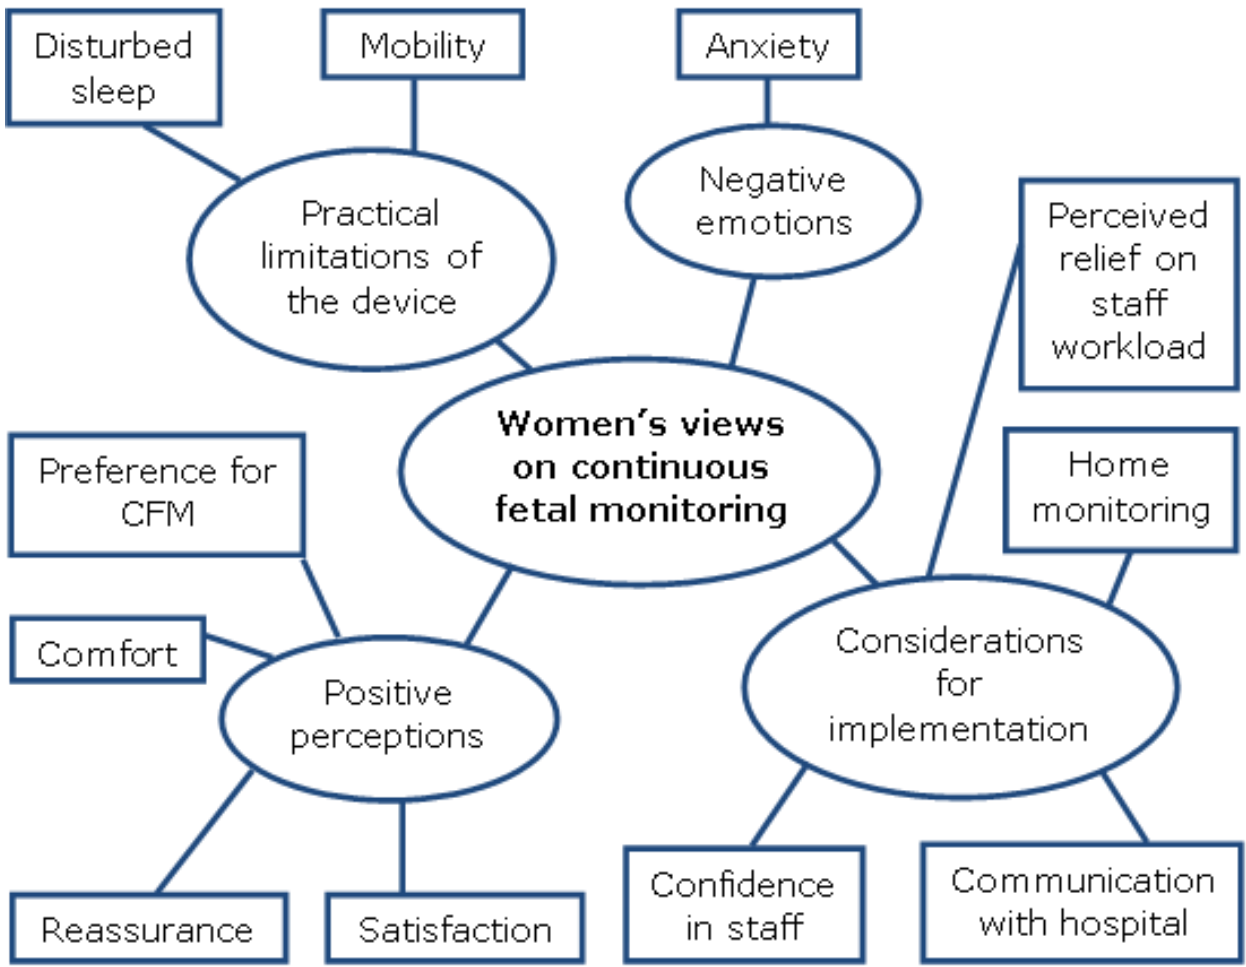 Disturbed
sleep
Mobility
Anxiety
Practical
limitations of
the device
Negative
emotions
Perceived
relief on
staff
workload
Women’s views
on continuous
fetal monitoring
Preference for
CFM
Home
monitoring
Comfort
Positive
perceptions
Considerations
for
implementation
Reassurance
Satisfaction
Confidence
in staff
Communication
with hospital